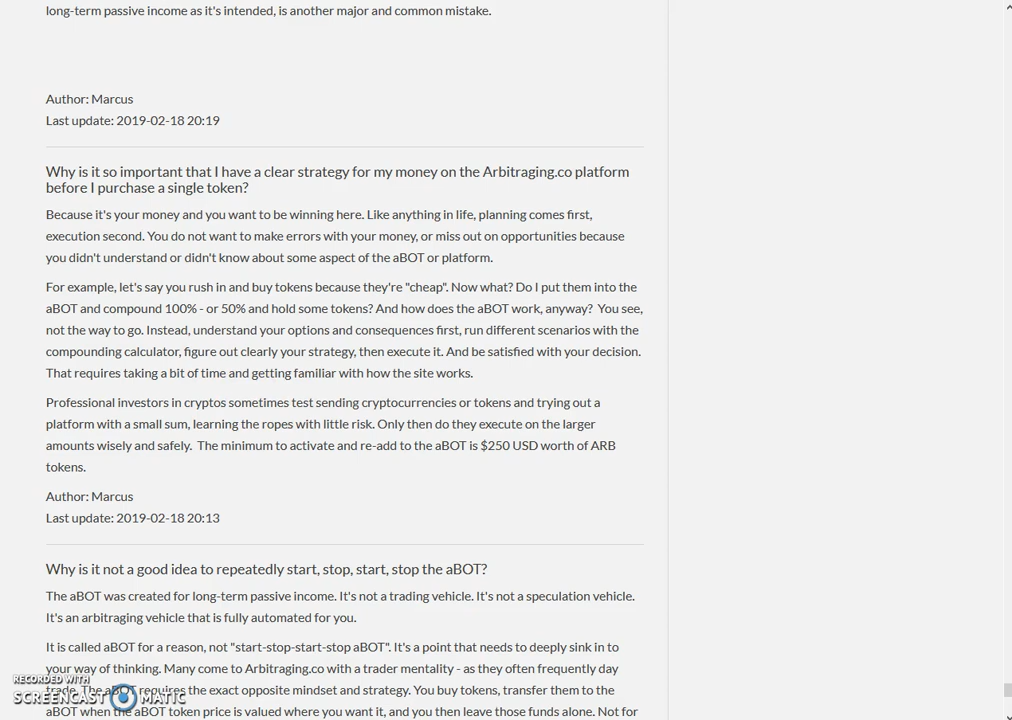 long-term passive income as it's intended, is another major and common mistake.
Author: Marcus
Last update: 2019-02-18 20:19
Why is it so important that I have a clear strategy for my money on the Arbitraging.co platform
before I purchase a single token?
Because it's your money and you want to be winning here. Like anything in life, planning comes first,
execution second. You do not want to make errors with your money, or miss out on opportunities because
you didn't understand or didn't know about some aspect of the aBOT or platform.
For example, let's say you rush in and buy tokens because they're "cheap". Now what? Do I put them into the
aBOT and compound 100% - or 50% and hold some tokens? And how does the aBOT work, anyway? You see,
not the way to go. Instead, understand your options and consequences first, run different scenarios with the
compounding calculator, figure out clearly your strategy, then execute it. And be satisfied with your decision.
That requires taking a bit of time and getting familiar with how the site works.
Professional investors in cryptos sometimes test sending cryptocurrencies or tokens and trying out a
platform with a small sum, learning the ropes with little risk. Only then do they execute on the larger
amounts wisely and safely. The minimum to activate and re-add to the aBOT is $250 USD worth of ARB
tokens.
Author: Marcus
Last update: 2019-02-18 20:13
Why is it not a good idea to repeatedly start, stop, start, stop the aBOT?
The aBOT was created for long-term passive income. It's not a trading vehicle. It's not a speculation vehicle.
It's an arbitraging vehicle that is fully automated for you.
It is called aBOT for a reason, not "start-stop-start-stop aBOT". It's a point that needs to deeply sink in to
your way of thinking. Many come to Arbitraging.co with a trader mentality - as they often frequently day
trade. The aBOT requires the exact opposite mindset and strategy. You buy tokens, transfer them to the
aBOT when the aBOT token price is valued where you want it, and you then leave those funds alone. Not for
RECORDED WITH
SCREENCAST MATIC